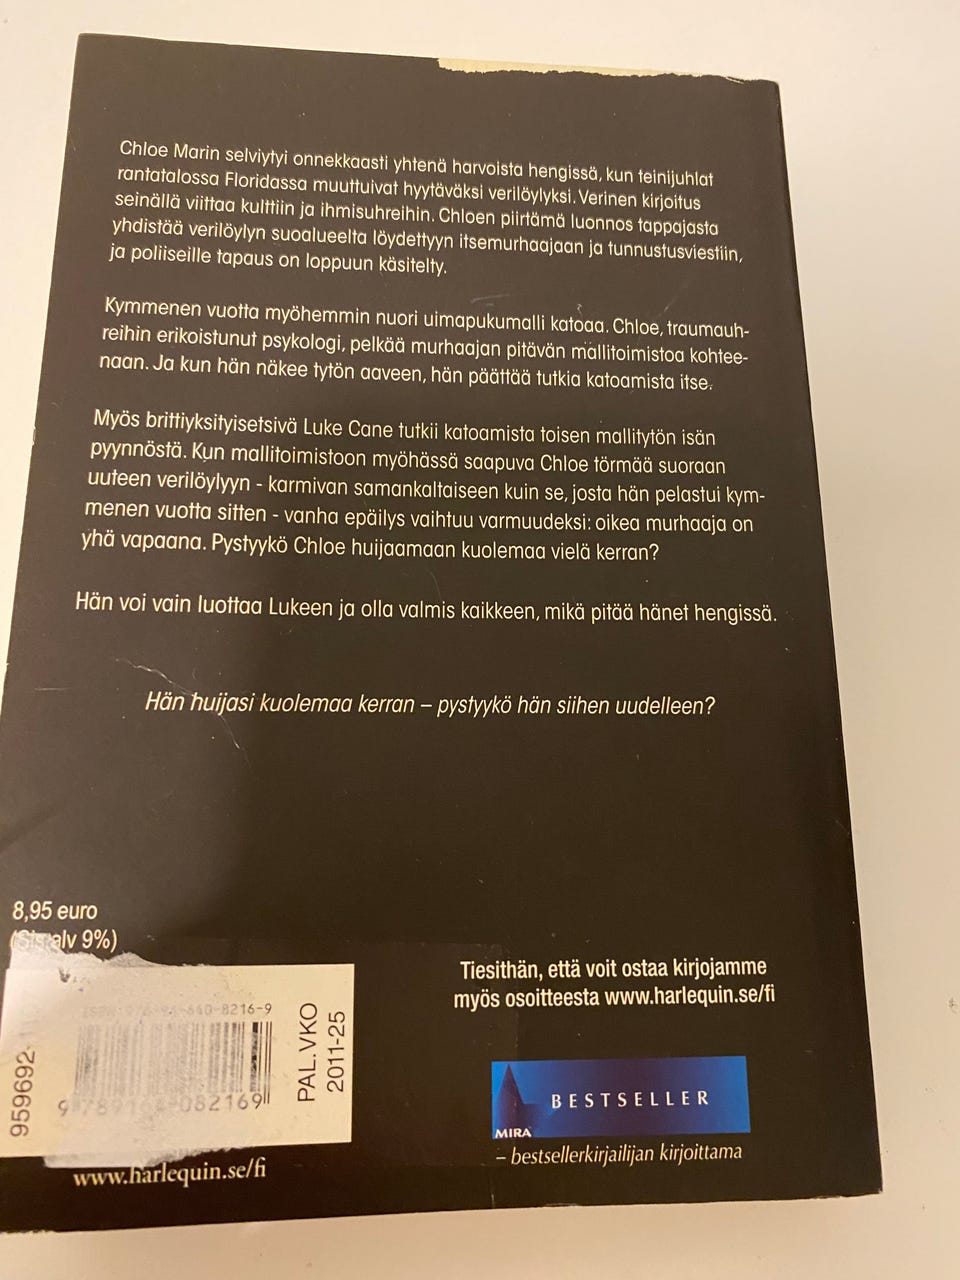 Chloe Marin selviytyi onnekkaasti yhtenä harvoista hengissä, kun teinijuhlat
rantatalossa Floridassa muuttuivat hyytäväksi verilöylyksi. Verinen kirjoitus
seinällä viittaa kulttiin ja ihmisuhreihin. Chloen piirtämä luonnos tappajasta
yhdistää verilöylyn suoalueelta löydettyyn itsemurhaajaan ja tunnustusviestiin,
ja poliiseille tapaus on loppuun käsitelty.
Kymmenen vuotta myöhemmin nuori uimapukumalli katoaa. Chloe, traumauh-
reihin erikoistunut psykologi, pelkää murhaajan pitävän mallitoimistoa kohtee-
naan. Ja kun hän näkee tytön aaveen, hän päättää tutkia katoamista itse.
Myös brittiyksityisetsivä Luke Cane tutkii katoamista toisen mallitytön isän
pyynnöstä. Kun mallitoimistoon myöhässä saapuva Chloe törmää suoraan
uuteen verilöylyyn - karmivan samankaltaiseen kuin se, josta hän pelastui kym-
menen vuotta sitten - vanha epäilys vaihtuu varmuudeksi: oikea murhaaja on
yhä vapaana. Pystyykö Chloe huijaamaan kuolemaa vielä kerran?
Hän voi vain luottaa Lukeen ja olla valmis kaikkeen, mikä pitää hänet hengissä.
Hän huijasi kuolemaa kerran – pystyykö hän siihen uudelleen?
8,95 euro
alv 9%)
8216-9
PAL.VKO
2011-25
959692-
082169
www.harlequin.se/fi
Tiesithän, että voit ostaa kirjojamme
myös osoitteesta www.harlequin.se/fi
BESTSELLER
MIRA
– bestsellerkirjailijan kirjoittama